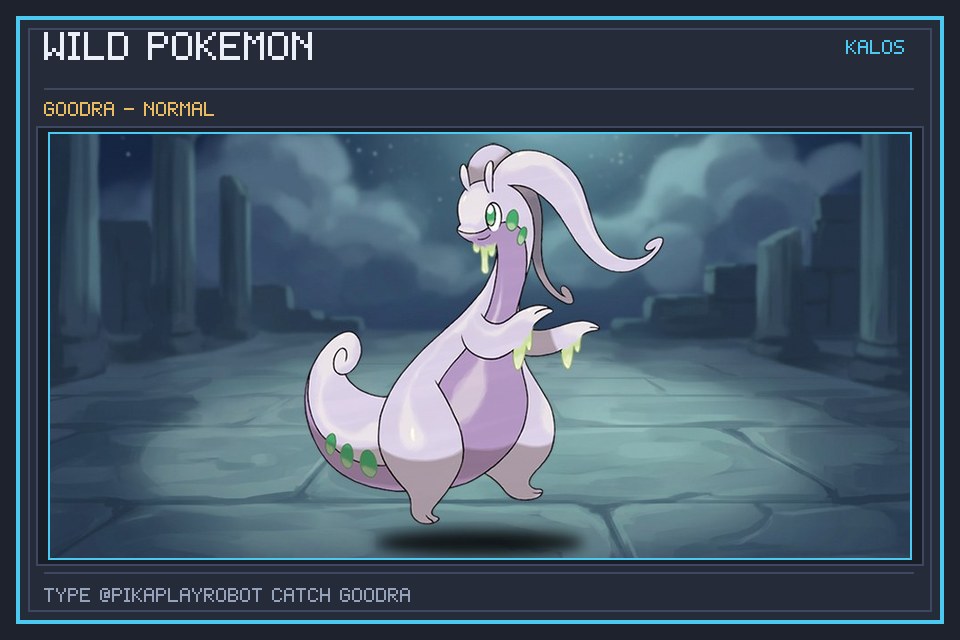 WILD POKEMON
KALOS
GOODRA - NORMAL
TYPE @PIKAPLAYROBOT CATCH GOODRA